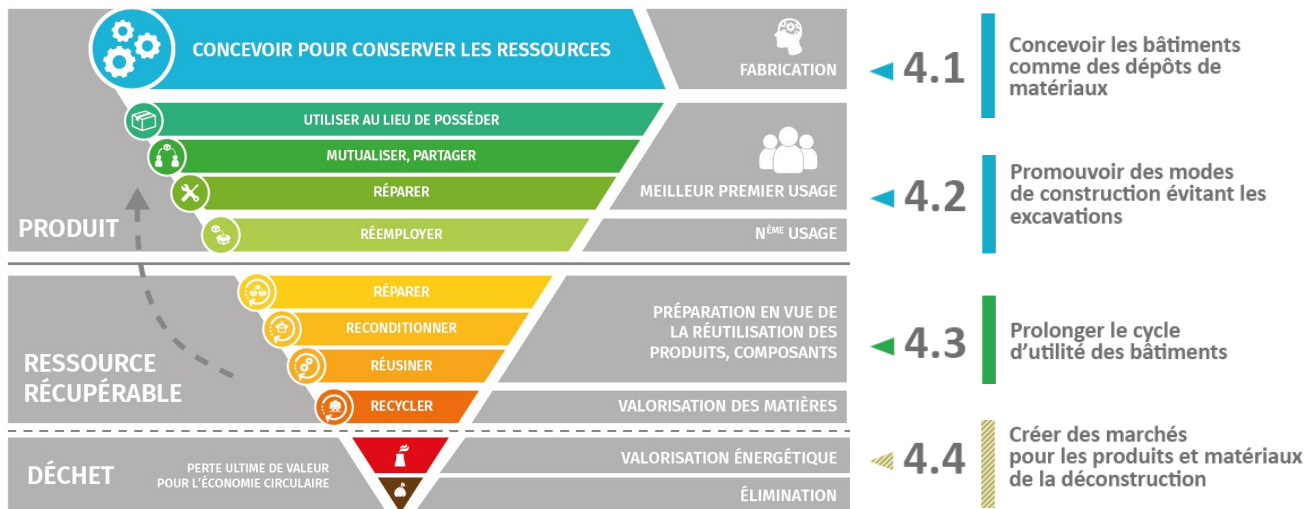 CONCEVOIR POUR CONSERVER LES RESSOURCES
FABRICATION
UTILISER AU LIEU DE POSSÉDER
MUTUALISER, PARTAGER
RÉPARER
MEILLEUR PREMIER USAGE
PRODUIT
RÉEMPLOYER
NÈME USAGE
RÉPARER
RECONDITIONNER
RÉUSINER
PRÉPARATION EN VUE DE
LA RÉUTILISATION DES
PRODUITS, COMPOSANTS
RESSOURCE
RÉCUPÉRABLE
RECYCLER
VALORISATION DES MATIÈRES
DÉCHET
PERTE ULTIME DE VALEUR
POUR L'ÉCONOMIE CIRCULAIRE
VALORISATION ÉNERGÉTIQUE
ÉLIMINATION
4.1
Concevoir les bâtiments
comme des dépôts de
matériaux
4.2
Promouvoir des modes
de construction évitant les
excavations
4.3
Prolonger le cycle
d'utilité des bâtiments
4.4
Créer des marchés
pour les produits et matériaux
de la déconstruction